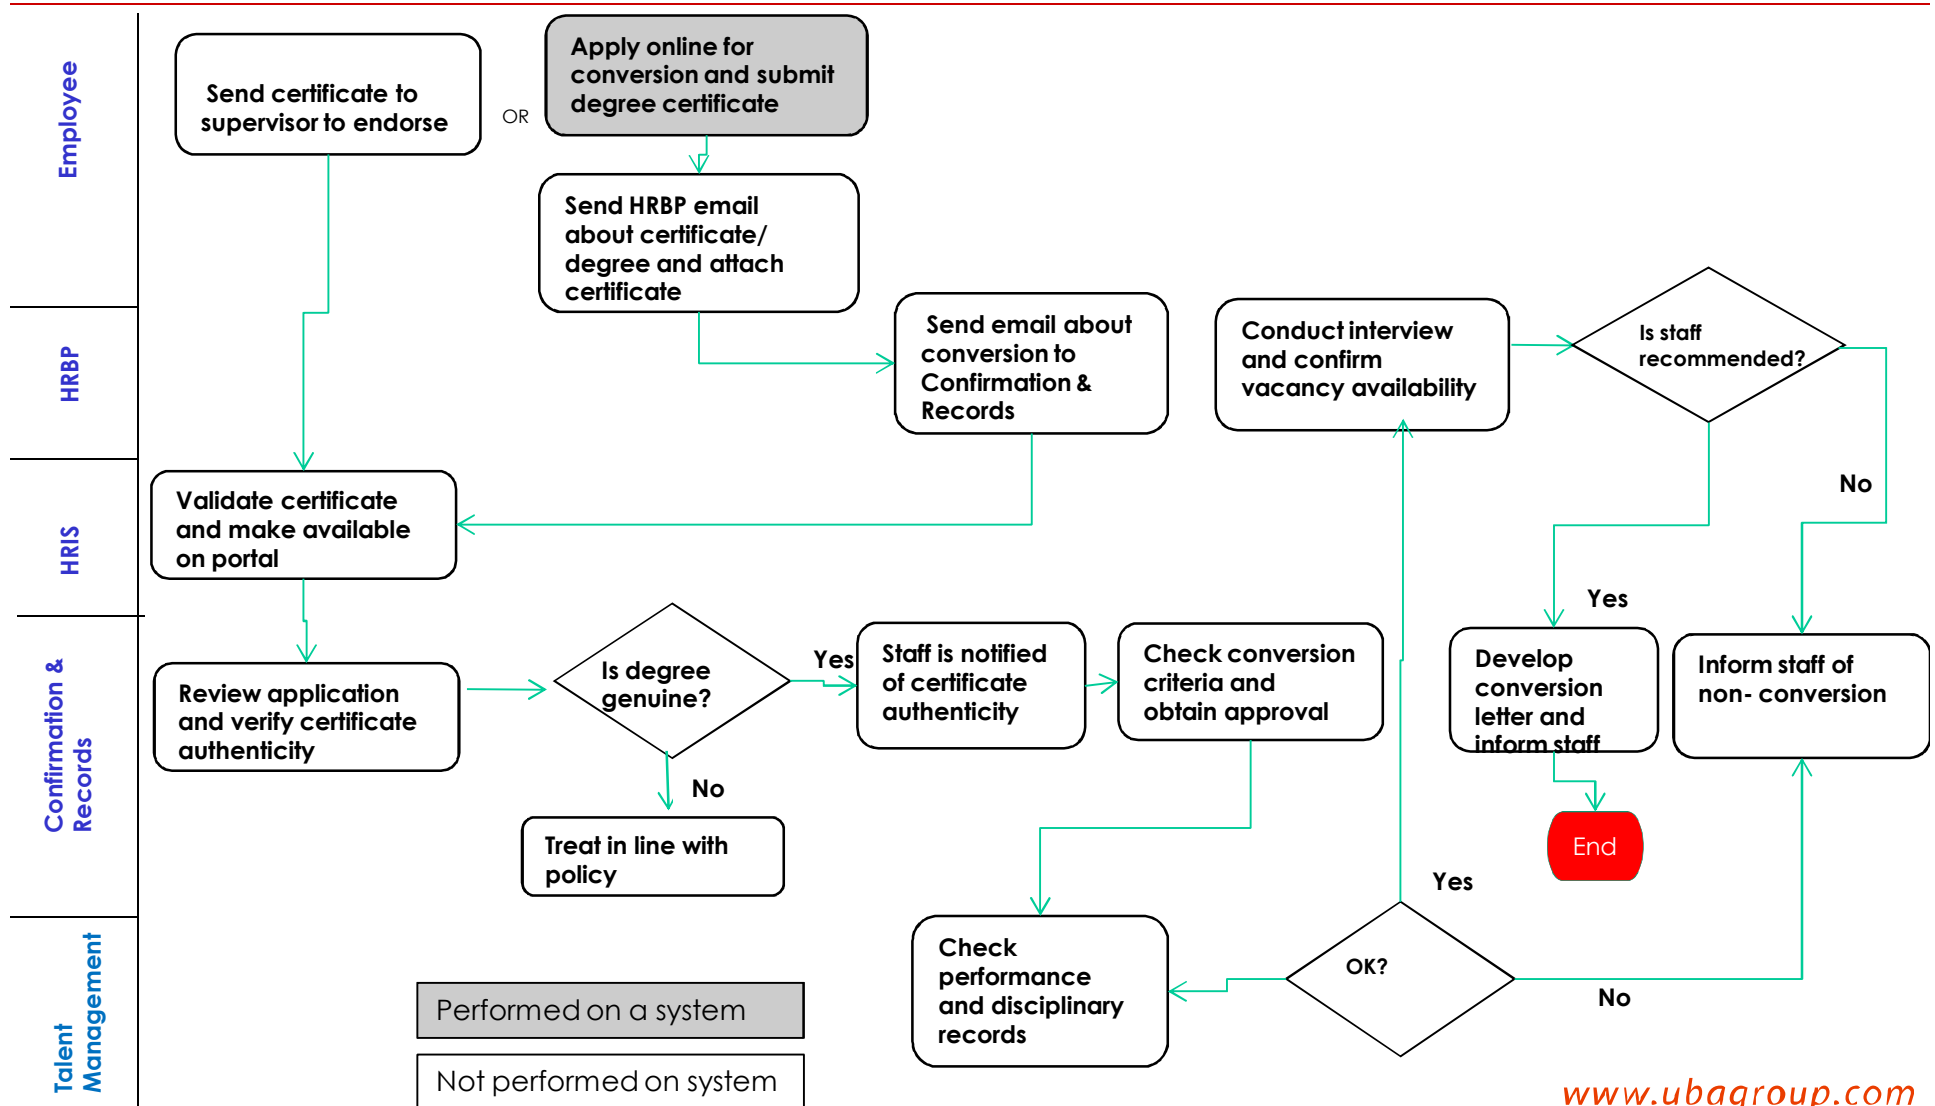 Employee
Send certificate to
supervisor to endorse
OR
Apply online for
conversion and submit
degree certificate
Send HRBP email
about certificate/
degree and attach
certificate
HRBP
Send email about
conversion to
Confirmation &
Records
Conduct interview
and confirm
vacancy availability
Is staff
recommended?
No
Yes
HRIS
Validate certificate
and make available
on portal
Confirmation &
Records
Review application
and verify certificate
authenticity
Is degree
genuine?
Yes
No
Treat in line with
policy
Staff is notified
of certificate
authenticity
Check conversion
criteria and
obtain approval
Develop
conversion
letter and
inform staff
Inform staff of
non- conversion
End
Talent
Management
Check
performance
and disciplinary
records
OK?
Yes
No
Performed on a system
Not performed on system
www.ubagroup.com